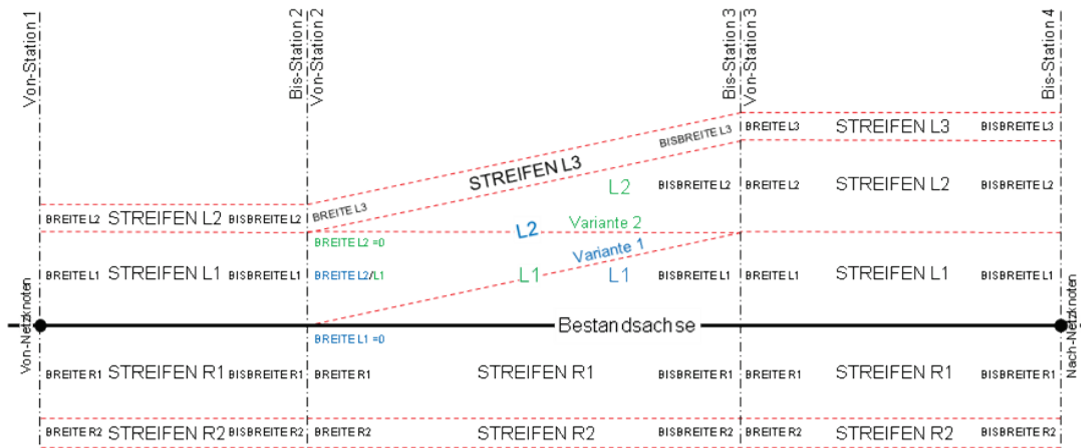 Von-Station 1
Bis-Station 2
Von-Station 2
Bis-Station 3
Von-Station 3
Bis-Station 4
BREITE L3 STREIFEN L3 BISBREITE L3
BREITE L3 STREIFEN L3 BISBREITE L3
BREITE L2 STREIFEN L2 BISBREITE L2
L2 BISBREITE L2
BREITE L2 STREIFEN L2 BISBREITE L2
L2 Variante 2
BREITE L2 =0
Variante 1
BREITE L1 STREIFEN L1 BISBREITE L1
BREITE L2/L1 L1 L1 BISBREITE L1
BREITE L1 STREIFEN L1 BISBREITE L1
Bestandsachse
BREITE L1 =0
Von-Netzknoten
Nach-Netzknoten
BREITE R1 STREIFEN R1 BISBREITE R1
BREITE R1 STREIFEN R1 BISBREITE R1
BREITE R1 STREIFEN R1 BISBREITE R1
BREITE R2 STREIFEN R2 BISBREITE R2
BREITE R2 STREIFEN R2 BISBREITE R2
BREITE R2 STREIFEN R2 BISBREITE R2